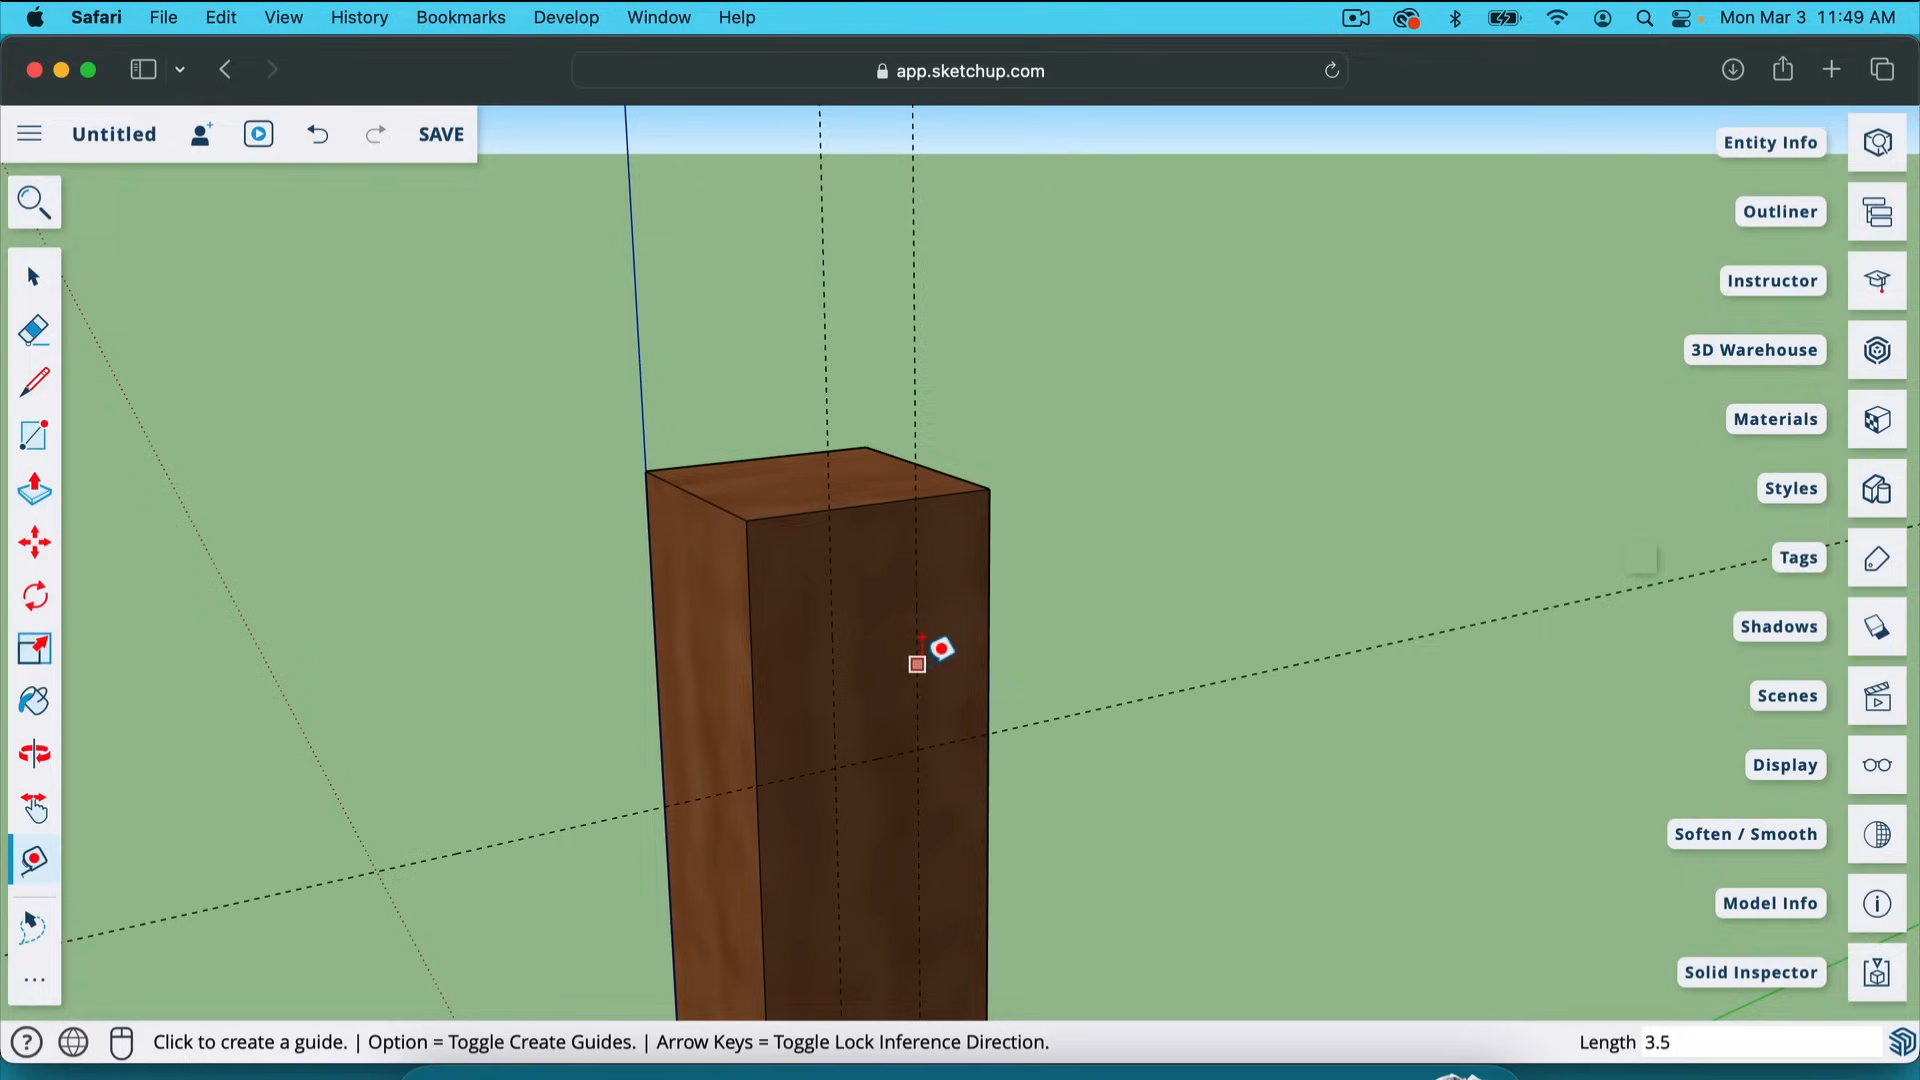 Safari File Edit View History Bookmarks Develop Window Help Mon Mar 3 11:49 AM
app.sketchup.com
Untitled SAVE
Entity Info
Outliner
Instructor
3D Warehouse
Materials
Styles
Tags
Shadows
Scenes
Display
Soften / Smooth
Model Info
Solid Inspector
Click to create a guide. | Option = Toggle Create Guides. | Arrow Keys = Toggle Lock Inference Direction. Length 3.5